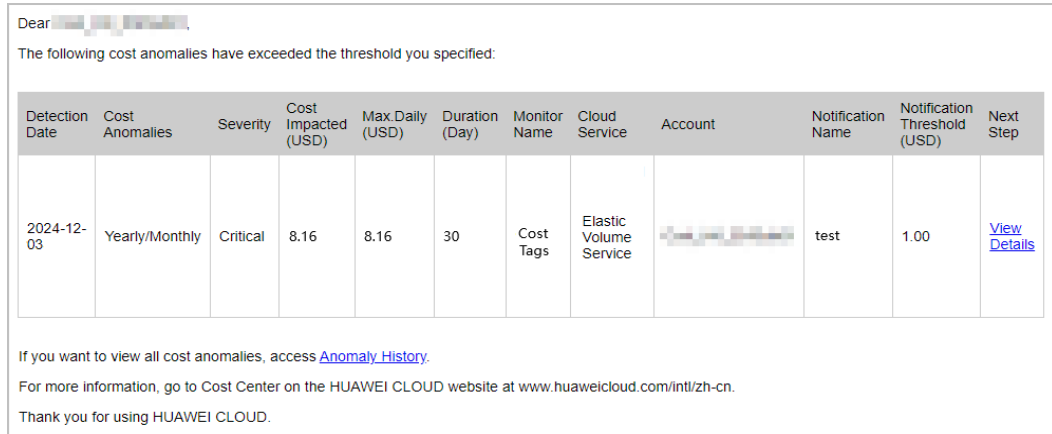 Dear
The following cost anomalies have exceeded the threshold you specified:
Detection Date Cost Anomalies Severity Cost Impacted (USD) Max.Daily (USD) Duration (Day) Monitor Name Cloud Service Account Notification Name Notification Threshold (USD) Next Step
2024-12-03 Yearly/Monthly Critical 8.16 8.16 30 Cost Tags Elastic Volume Service test 1.00 View Details
If you want to view all cost anomalies, access Anomaly History.
For more information, go to Cost Center on the HUAWEI CLOUD website at www.huaweicloud.com/intl/zh-cn.
Thank you for using HUAWEI CLOUD.